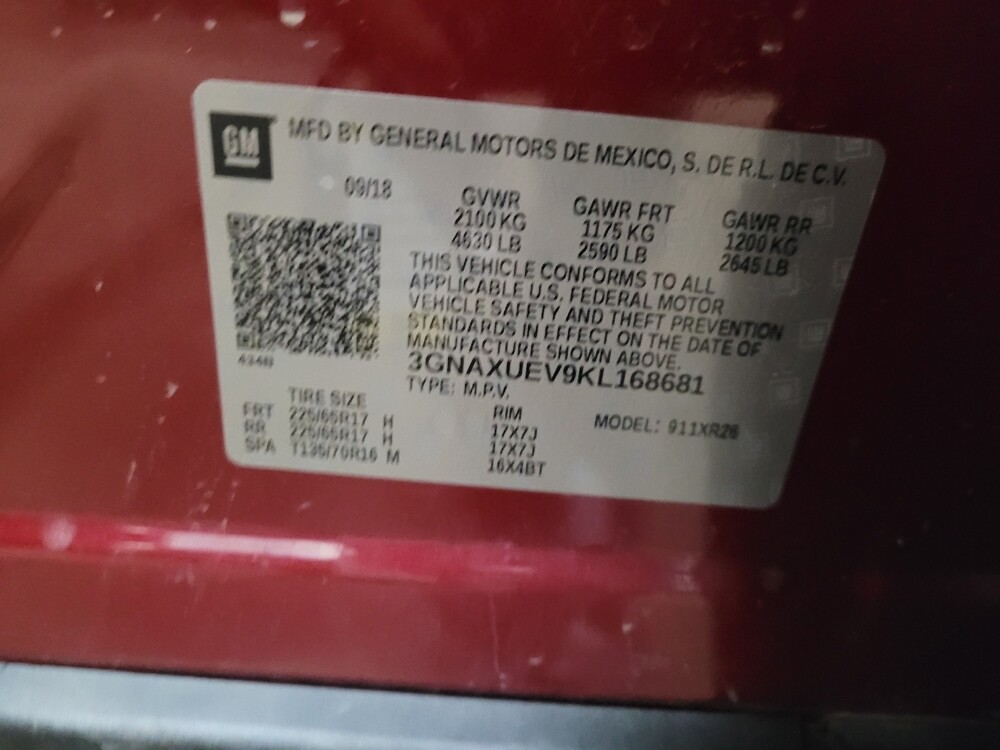 GM MFD BY GENERAL MOTORS DE MEXICO, S. DE R.L. DE C.V.
09/18 GVWR GAWR FRT GAWR RR
2100 KG 1175 KG 1200 KG
4630 LB 2590 LB 2645 LB
THIS VEHICLE CONFORMS TO ALL
APPLICABLE U.S. FEDERAL MOTOR
VEHICLE SAFETY AND THEFT PREVENTION
STANDARDS IN EFFECT ON THE DATE OF
MANUFACTURE SHOWN ABOVE.
3GNAXUEV9KL168681
TYPE: M.P.V. MODEL: 911XR26
TIRE SIZE RIM
FRT 225/65R17 H 17X7J
RR 225/65R17 H 17X7J
SPA T135/70R16 M 16X4BT